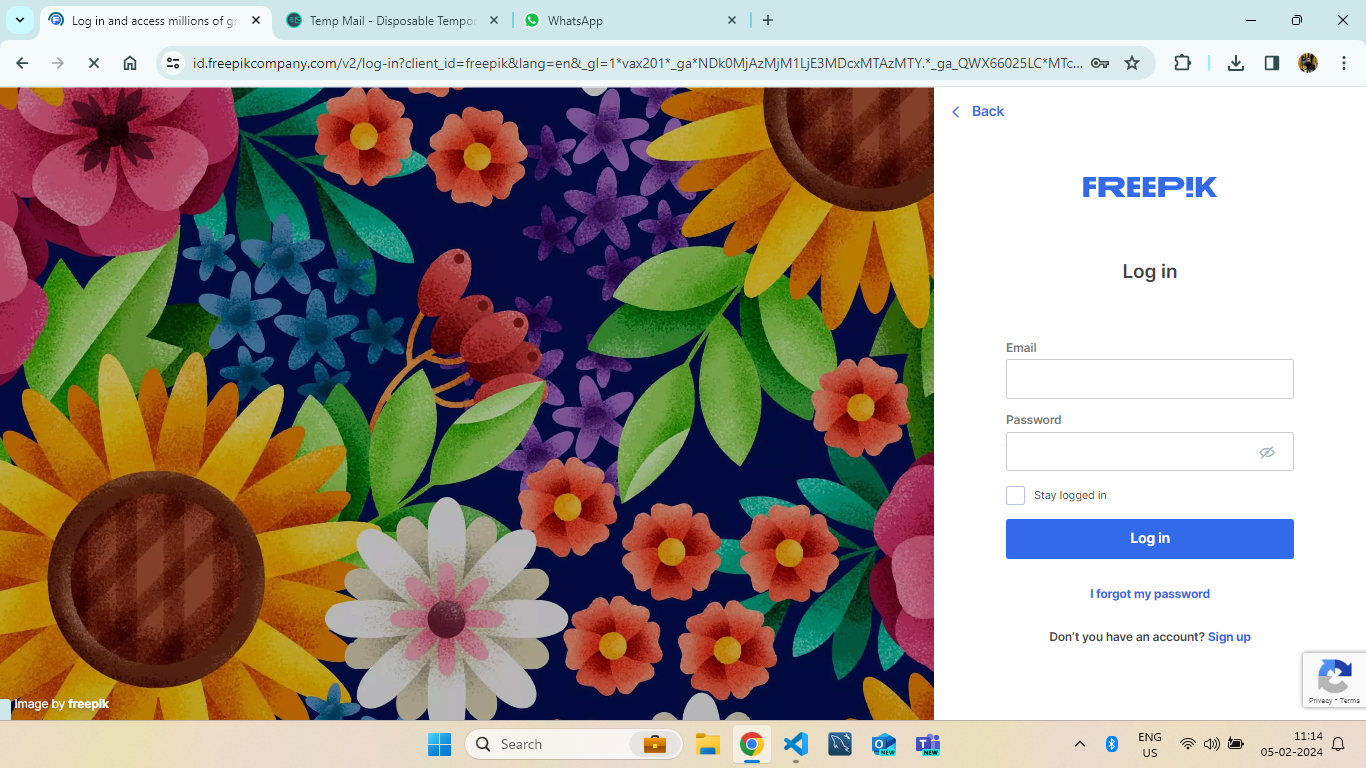 Log in and access millions of gr
Temp Mail - Disposable Tempor
WhatsApp
id.freepikcompany.com/v2/log-in?client_id=freepik&lang=en&_gl=1*vax201*_ga*NDk0MjAzMjM1LjE3MDcxMTAzMTY.*_ga_QWX66025LC*MTc...
Back
FREEP!K
Log in
Email
Password
Stay logged in
Log in
I forgot my password
Don't you have an account? Sign up
Privacy - Terms
Image by freepik
Search
NEW
NEW
ENG
US
11:14
05-02-2024